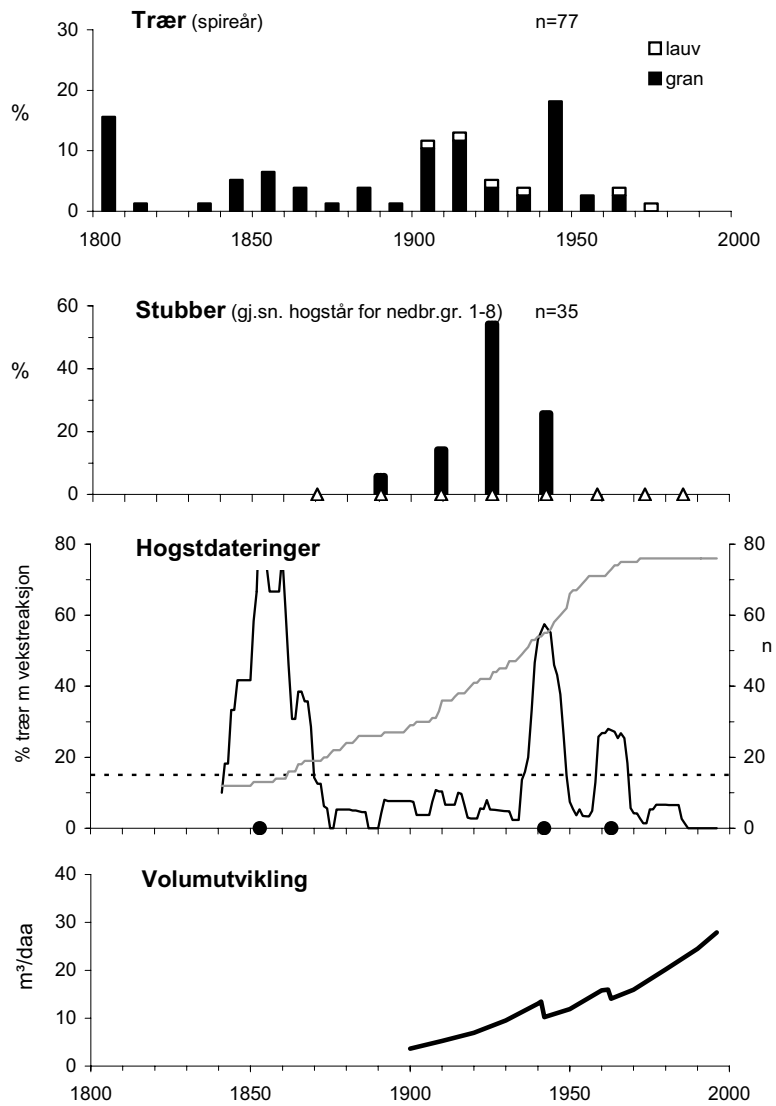 Trær (spireår) n=77
lauv
gran
%
30
20
10
0
1800 1850 1900 1950 2000
Stubber (gj.sn. hogstår for nedbr.gr. 1-8) n=35
%
60
40
20
0
Hogstdateringer
% trær m vekstreaksjon
80
60
40
20
0
80
60
40
20
0
n
Volumutvikling
m³/daa
40
30
20
10
0
1800 1850 1900 1950 2000